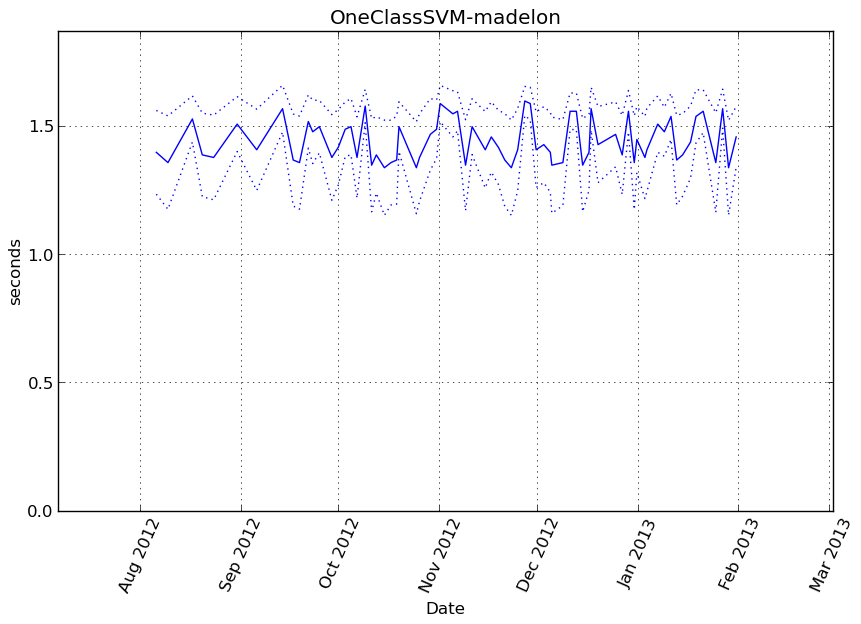 OneClassSVM-madelon
seconds
1.5
1.0
0.5
0.0
Aug 2012
Sep 2012
Oct 2012
Nov 2012
Dec 2012
Jan 2013
Feb 2013
Mar 2013
Date